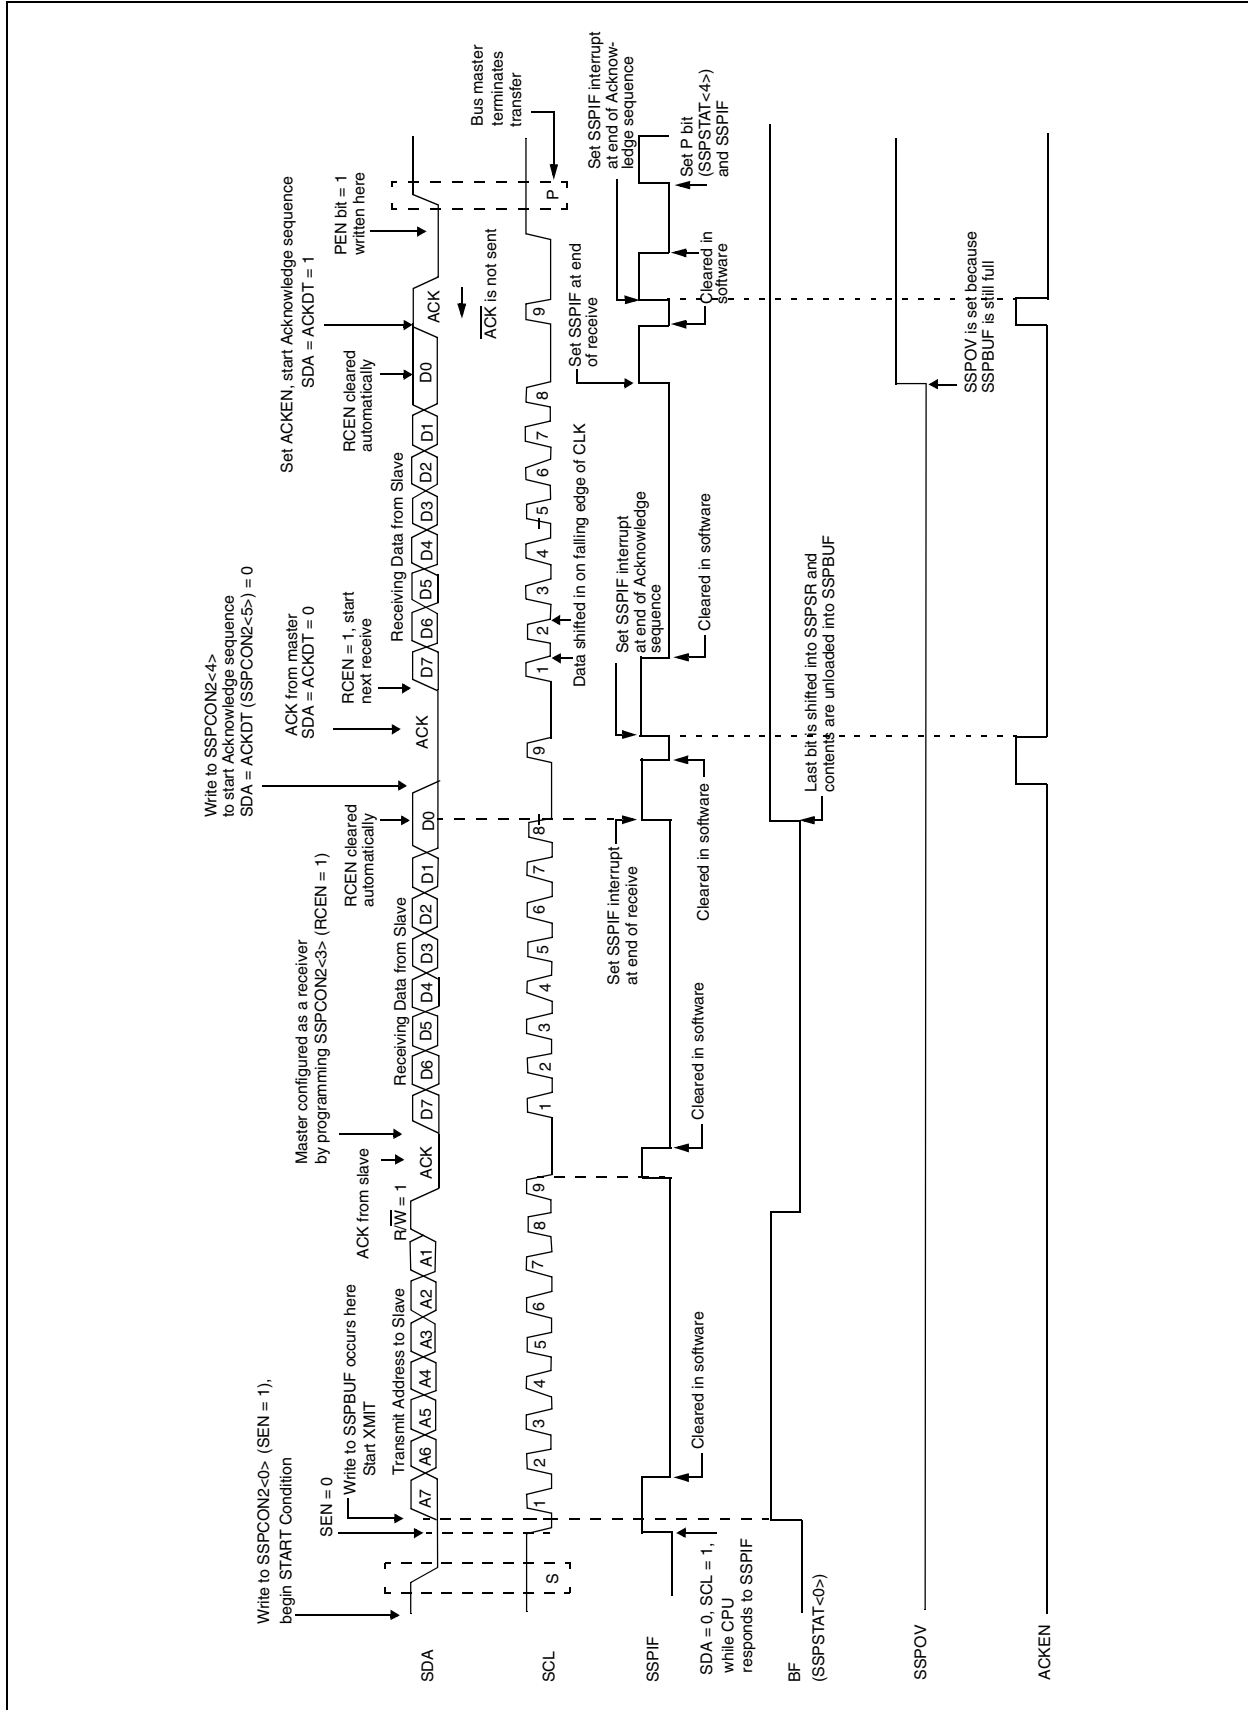 Write to SSPCON2<0> (SEN = 1),
begin START Condition
SEN = 0
Write to SSPBUF occurs here
Start XMIT
ACK from slave
Master configured as a receiver
by programming SSPCON2<3> (RCEN = 1)
RCEN cleared
automatically
Write to SSPCON2<4>
to start Acknowledge sequence
SDA = ACKDT (SSPCON2<5>) = 0
ACK from master
SDA = ACKDT = 0
RCEN = 1, start
next receive
RCEN cleared
automatically
Set ACKEN, start Acknowledge sequence
SDA = ACKDT = 1
PEN bit = 1
written here
Transmit Address to Slave
R/W = 1
Receiving Data from Slave
Receiving Data from Slave
SDA
A7 A6 A5 A4 A3 A2 A1 ACK D7 D6 D5 D4 D3 D2 D1 D0 ACK D7 D6 D5 D4 D3 D2 D1 D0 ACK
ACK is not sent
Bus master
terminates
transfer
SCL
S 1 2 3 4 5 6 7 8 9 1 2 3 4 5 6 7 8 9 1 2 3 4 5 6 7 8 9 P
Data shifted in on falling edge of CLK
Set SSPIF interrupt
at end of receive
Set SSPIF interrupt
at end of Acknowledge
sequence
Set SSPIF at end
of receive
Set SSPIF interrupt
at end of Acknow-
ledge sequence
SSPIF
SDA = 0, SCL = 1,
while CPU
responds to SSPIF
Cleared in software
Cleared in software
Cleared in software
Cleared in software
Cleared in
software
Set P bit
(SSPSTAT<4>)
and SSPIF
BF
(SSPSTAT<0>)
Last bit is shifted into SSPSR and
contents are unloaded into SSPBUF
SSPOV
SSPOV is set because
SSPBUF is still full
ACKEN